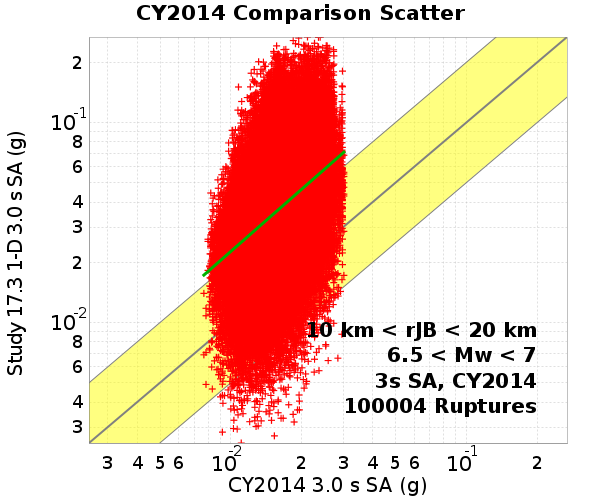 CY2014 Comparison Scatter
Study 17.3 1-D 3.0 s SA (g)
2
10-1
8
6
4
3
2
10-2
8
6
4
3
10 km < rJB < 20 km
6.5 < Mw < 7
3s SA, CY2014
100004 Ruptures
3 4 5 6 10-2 2 3 4 5 6 10-1 2
CY2014 3.0 s SA (g)